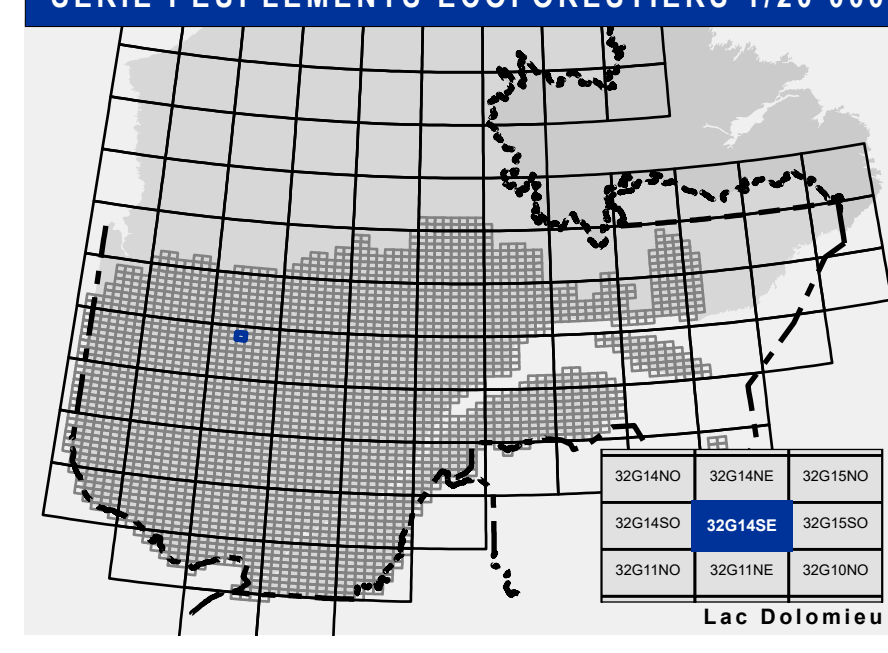 SÉRIE PEUPLEMENTS ÉCOFORESTIERS 1/20 000
32G14NO 32G14NE 32G15NO
32G14SO 32G14SE 32G15SO
32G11NO 32G11NE 32G10NO
Lac Dolomieu